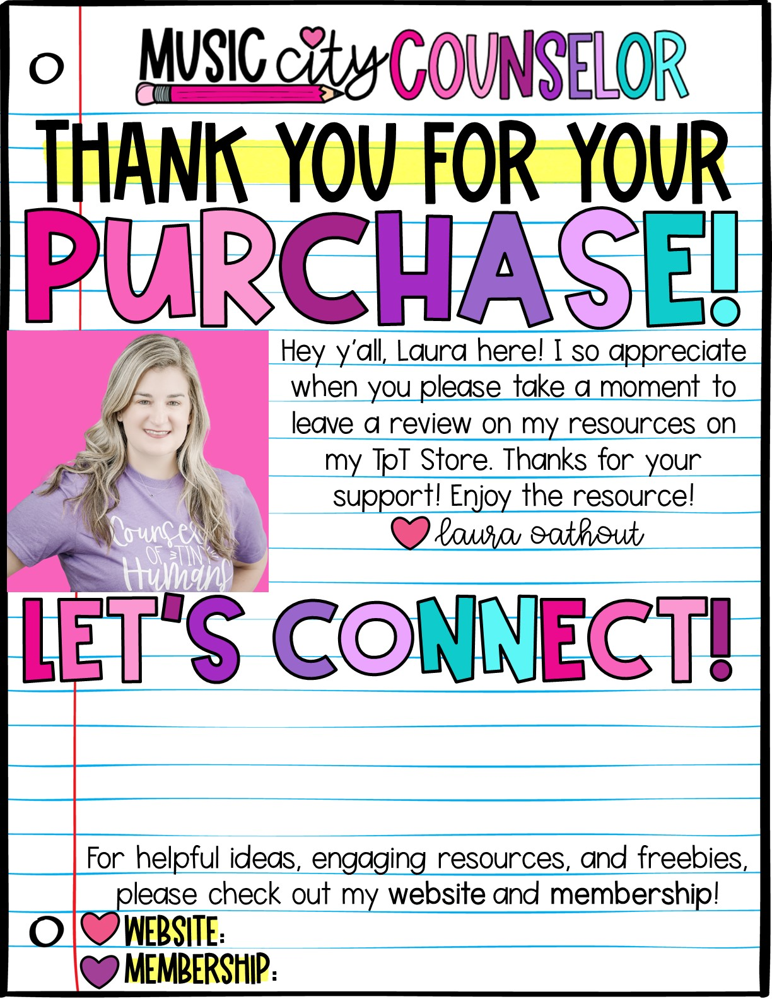 MUSIC city COUNSELOR
THANK YOU FOR YOUR
PURCHASE!
Hey y'all, Laura here! I so appreciate
when you please take a moment to
leave a review on my resources on
my TpT Store. Thanks for your
support! Enjoy the resource!
laura oathout
Counsel
OF TIN
Humans
LET'S CONNECT!
For helpful ideas, engaging resources, and freebies,
please check out my website and membership!
WEBSITE:
MEMBERSHIP: